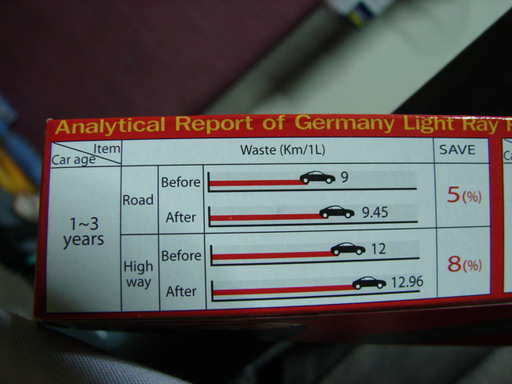 Analytical Report of Germany Light Ray
Item
Car age
Waste (Km/1L)
SAVE
1~3
years
Road
Before
9
After
9.45
5(%)
High
way
Before
12
After
12.96
8(%)